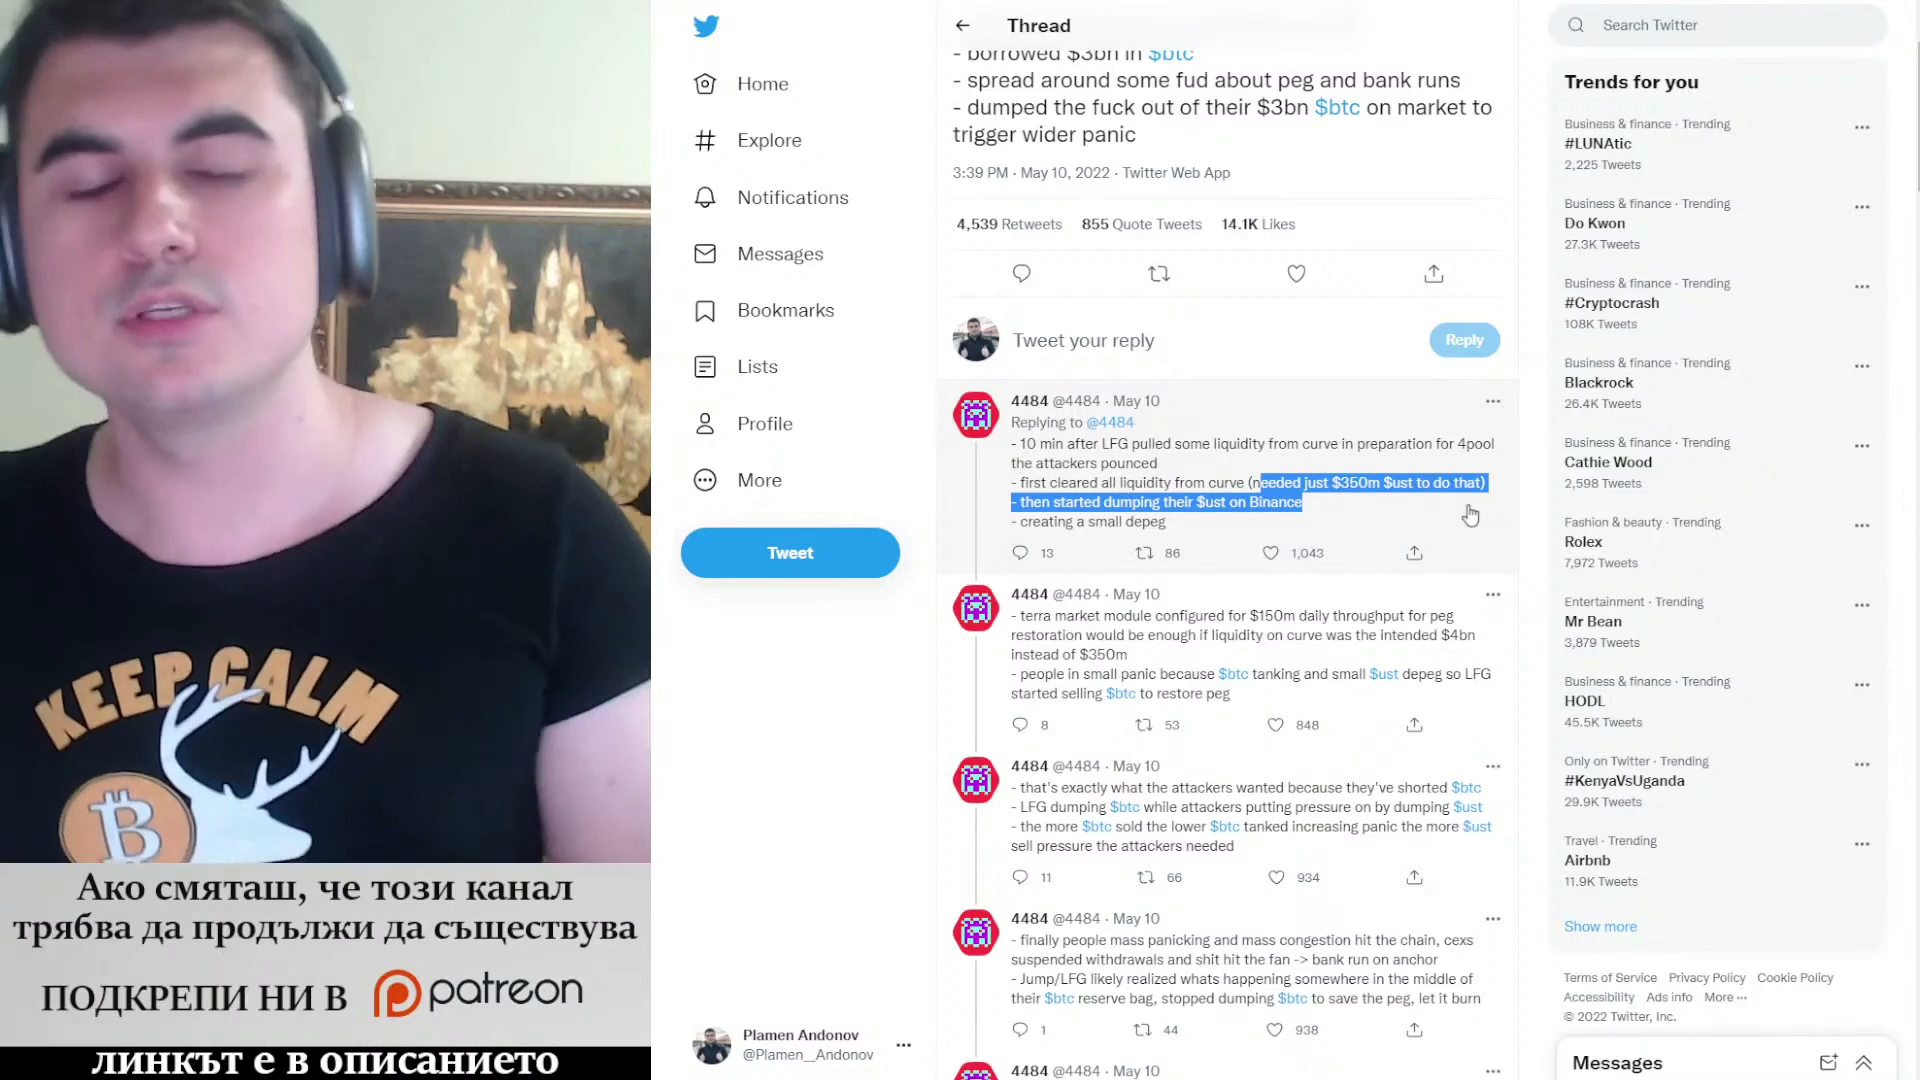 KEEP CALM
Ако смяташ, че този канал
трябва да продължи да съществува
ПОДКРЕПИ НИ В patreon
линкът е в описанието
Home
Explore
Notifications
Messages
Bookmarks
Lists
Profile
More
Tweet
Plamen Andonov
@Plamen__Andonov
Thread
- borrowed $3bn in $btc
- spread around some fud about peg and bank runs
- dumped the fuck out of their $3bn $btc on market to
trigger wider panic
3:39 PM · May 10, 2022 · Twitter Web App
4,539 Retweets 855 Quote Tweets 14.1K Likes
Tweet your reply
Reply
4484 @4484 · May 10
Replying to @4484
- 10 min after LFG pulled some liquidity from curve in preparation for 4pool
the attackers pounced
- first cleared all liquidity from curve (needed just $350m $ust to do that)
- then started dumping their $ust on Binance
- creating a small depeg
13 86 1,043
4484 @4484 · May 10
- terra market module configured for $150m daily throughput for peg
restoration would be enough if liquidity on curve was the intended $4bn
instead of $350m
- people in small panic because $btc tanking and small $ust depeg so LFG
started selling $btc to restore peg
8 53 848
4484 @4484 · May 10
- that's exactly what the attackers wanted because they've shorted $btc
- LFG dumping $btc while attackers putting pressure on by dumping $ust
- the more $btc sold the lower $btc tanked increasing panic the more $ust
sell pressure the attackers needed
11 66 934
4484 @4484 · May 10
- finally people mass panicking and mass congestion hit the chain, cexs
suspended withdrawals and shit hit the fan -> bank run on anchor
- Jump/LFG likely realized whats happening somewhere in the middle of
their $btc reserve bag, stopped dumping $btc to save the peg, let it burn
1 44 938
4484 @4484 · May 10
Search Twitter
Trends for you
Business & finance · Trending
#LUNAtic
2,225 Tweets
Business & finance · Trending
Do Kwon
27.3K Tweets
Business & finance · Trending
#Cryptocrash
108K Tweets
Business & finance · Trending
Blackrock
26.4K Tweets
Business & finance · Trending
Cathie Wood
2,598 Tweets
Fashion & beauty · Trending
Rolex
7,972 Tweets
Entertainment · Trending
Mr Bean
3,879 Tweets
Business & finance · Trending
HODL
45.5K Tweets
Only on Twitter · Trending
#KenyaVsUganda
29.9K Tweets
Travel · Trending
Airbnb
11.9K Tweets
Show more
Terms of Service Privacy Policy Cookie Policy
Accessibility Ads info More ···
© 2022 Twitter, Inc.
Messages